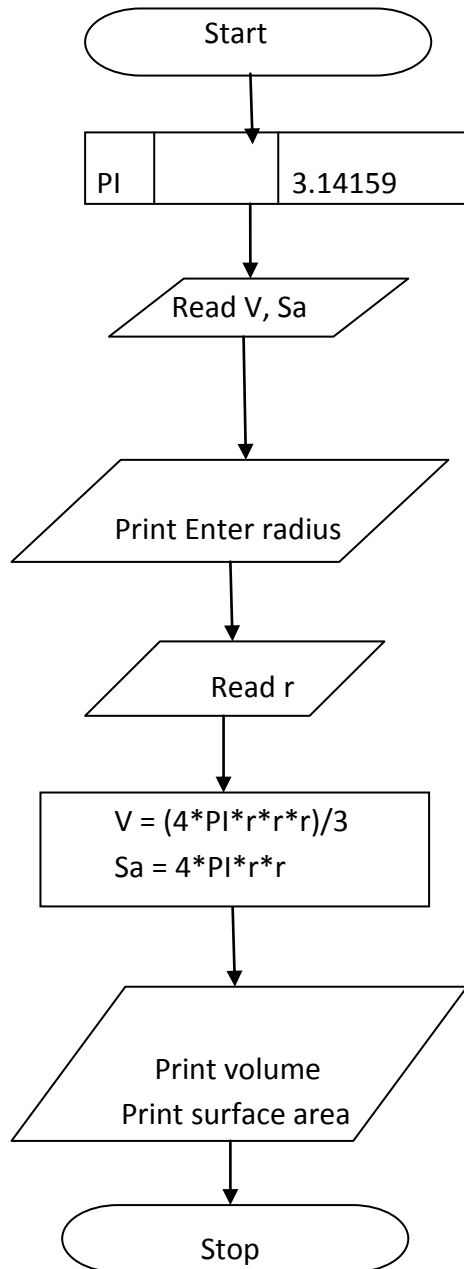 Start
PI 3.14159
Read V, Sa
Print Enter radius
Read r
V = (4*PI*r*r*r)/3
Sa = 4*PI*r*r
Print volume
Print surface area
Stop